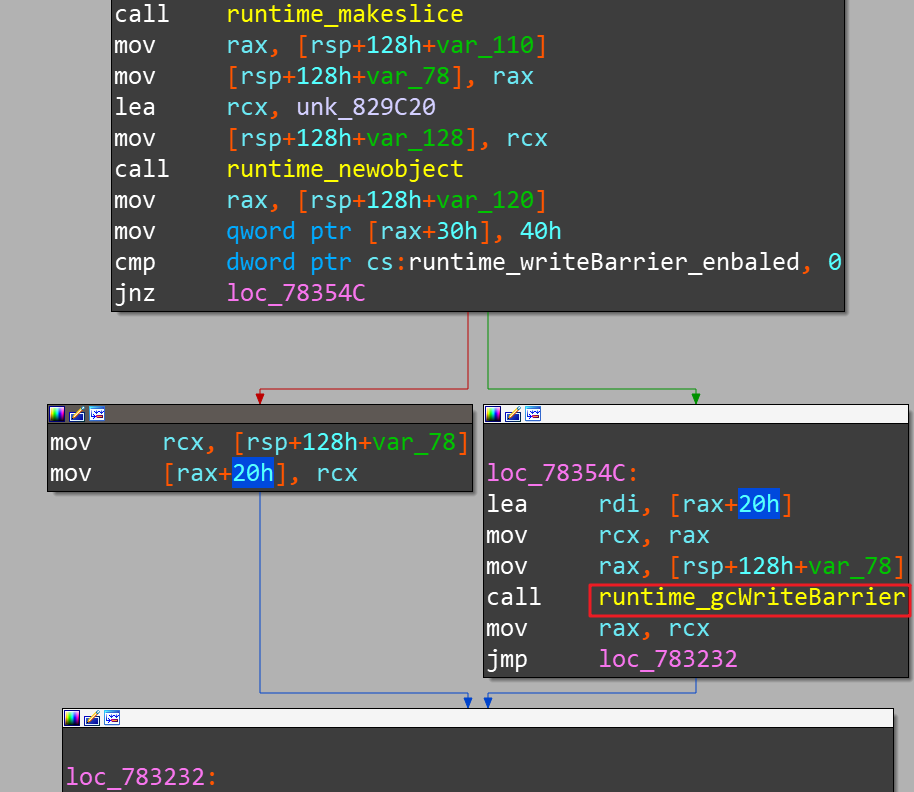 call runtime_makeslice
mov rax, [rsp+128h+var_110]
mov [rsp+128h+var_78], rax
lea rcx, unk_829C20
mov [rsp+128h+var_128], rcx
call runtime_newobject
mov rax, [rsp+128h+var_120]
mov qword ptr [rax+30h], 40h
cmp dword ptr cs:runtime_writeBarrier_enbaled, 0
jnz loc_78354C
mov rcx, [rsp+128h+var_78]
mov [rax+20h], rcx
loc_78354C:
lea rdi, [rax+20h]
mov rcx, rax
mov rax, [rsp+128h+var_78]
call runtime_gcWriteBarrier
mov rax, rcx
jmp loc_783232
loc_783232: